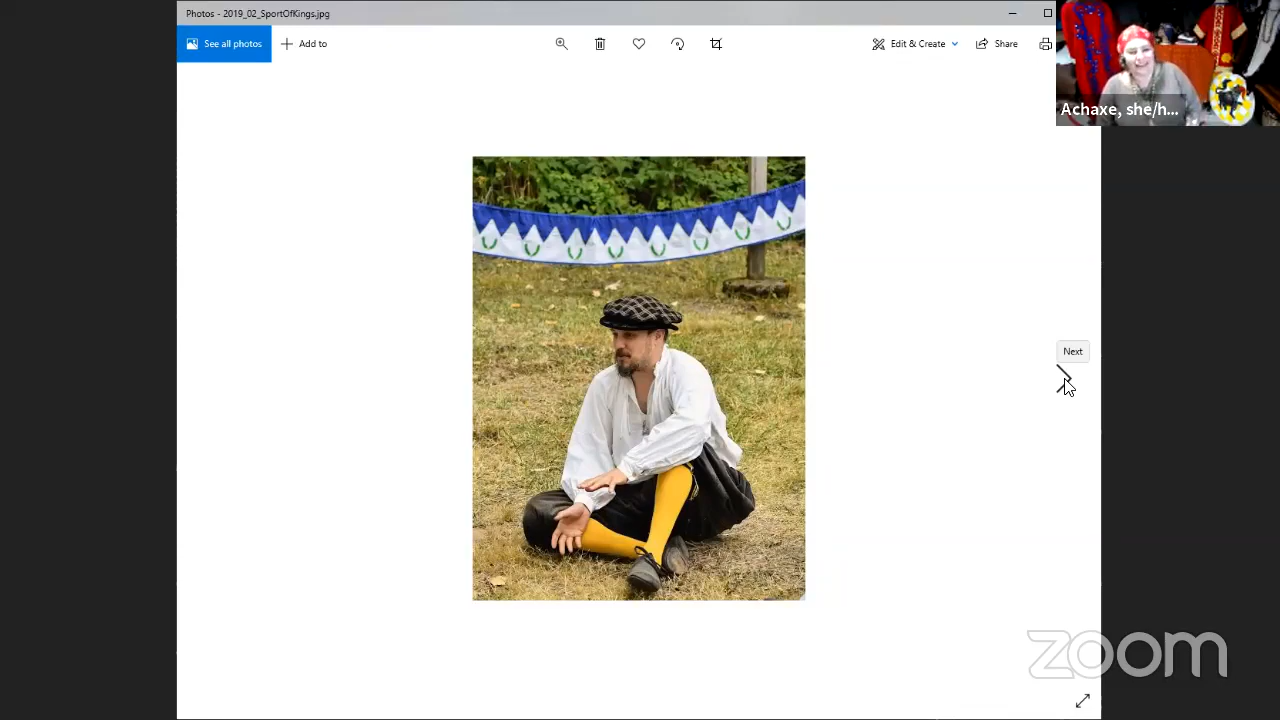 Photos - 2019_02_SportOfKings.jpg
See all photos
Add to
Edit & Create
Share
Achaxe, she/h...
Next
zoom